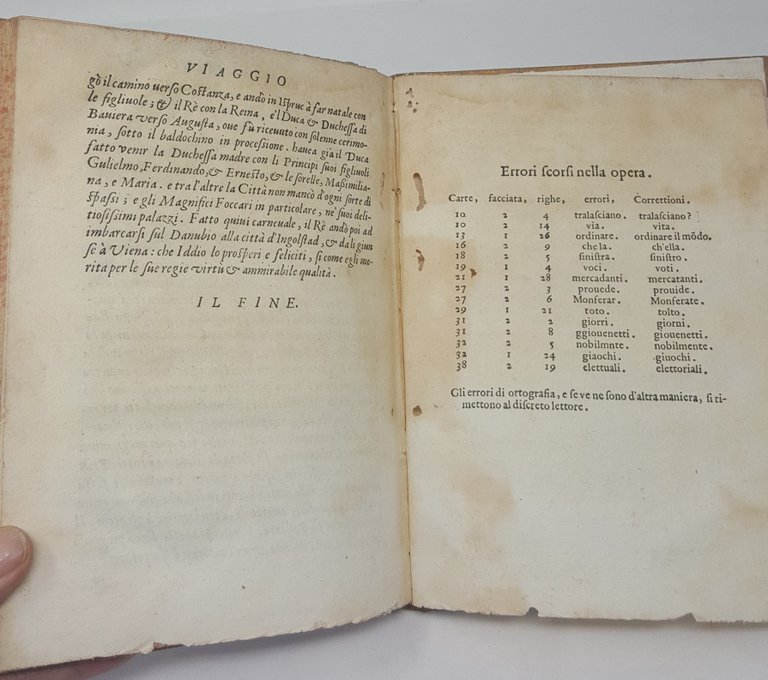 VIAGGIO
gò il camino verso Costanza, e andò in Ispruc à far natale con
le figliuole; & il Rè con la Reina, e'l Duca & Duchessa di
Baviera verso Augusta, ove fù ricevuto con solenne cerimo-
nia, sotto il baldochino in processione. havea già il Duca
fatto venir la Duchessa madre con li Principi suoi figliuoli
Gulielmo, Ferdinando, & Ernesto, & le sorelle, Massimilia-
na, e Maria. e tra l'altre la Città non mancò d'ogni sorte di
spassi; e gli Magnifici Foccari in particolare, ne' suoi deli-
tiosissimi palazzi. Fatto quivi carnevale, il Rè andò poi ad
imbarcarsi sul Danubio alla città d'Ingolstad, & da li giun
se à Viena: che Iddio lo prosperi e feliciti, si come egli me-
rita per le sue regie virtù & ammirabile qualità.
IL FINE.
Errori scorsi nella opera.
Carte, facciata, righe, errori, Correttioni.
10 2 4 tralasciano. tralasciano?
10 2 14 via. vita.
13 1 26 ordinare. ordinare il mōdo.
16 2 9 che la. ch'ella.
18 2 5 sinistra. sinistro.
19 1 4 voci. voti.
21 1 28 mercadanti. mercatanti.
27 2 3 prouede. prouide.
27 2 6 Monferar. Monferate.
29 1 21 toto. tolto.
31 2 2 giorri. giorni.
31 2 8 ggiouenetti. giouenetti.
32 2 5 nobilmnte. nobilmente.
32 1 24 giaochi. giuochi.
38 2 19 elettuali. elettoriali.
Gli errori di ortografia, e se ve ne sono d'altra maniera, si ri-
mettono al discreto lettore.